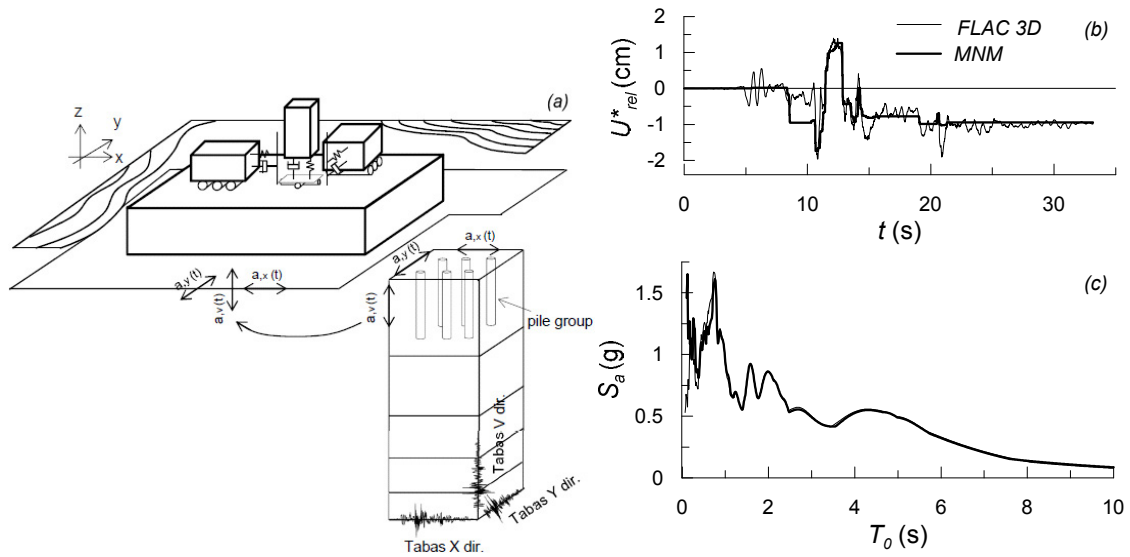 (a)
z
y
x
a,x(t)
a,y(t)
a,y(t)
a,x(t)
a,v(t)
a,v(t)
pile group
Tabas V dir.
Tabas Y dir.
Tabas X dir.
(b)
FLAC 3D
MNM
U*rel (cm)
2
1
0
-1
-2
0 10 20 30
t (s)
(c)
Sa (g)
1.5
1
0.5
0
0 2 4 6 8 10
T0 (s)